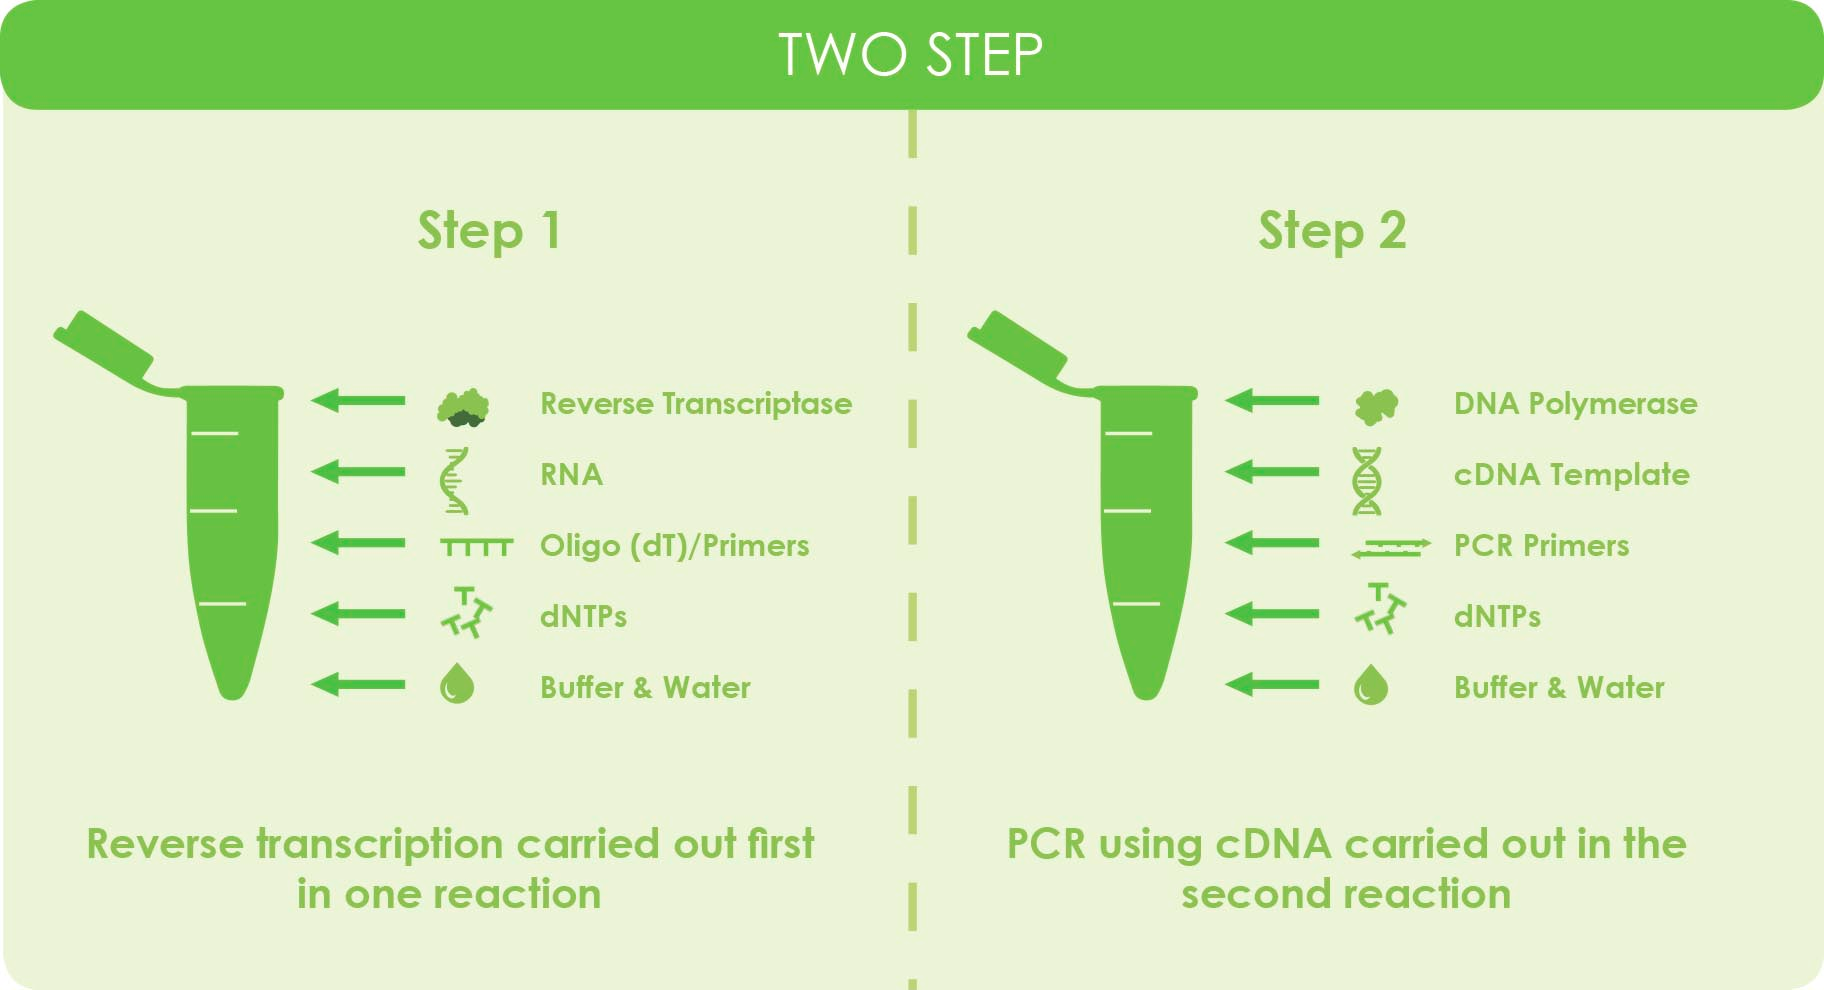 TWO STEP
Step 1
Reverse Transcriptase
RNA
Oligo (dT)/Primers
dNTPs
Buffer & Water
Reverse transcription carried out first
in one reaction
Step 2
DNA Polymerase
cDNA Template
PCR Primers
dNTPs
Buffer & Water
PCR using cDNA carried out in the
second reaction